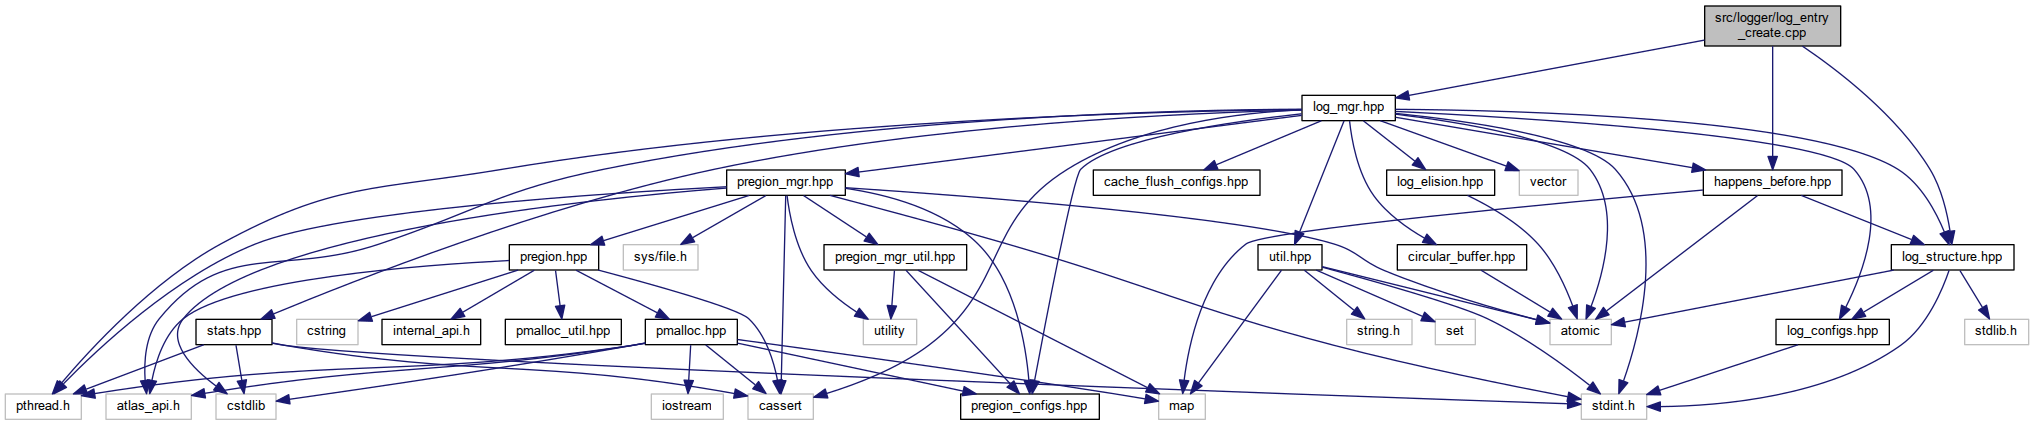 src/logger/log_entry
_create.cpp
log_mgr.hpp
pregion_mgr.hpp
cache_flush_configs.hpp
log_elision.hpp
vector
happens_before.hpp
pregion.hpp
sys/file.h
pregion_mgr_util.hpp
util.hpp
circular_buffer.hpp
log_structure.hpp
stats.hpp
cstring
internal_api.h
pmalloc_util.hpp
pmalloc.hpp
utility
string.h
set
atomic
log_configs.hpp
stdlib.h
pthread.h
atlas_api.h
cstdlib
iostream
cassert
pregion_configs.hpp
map
stdint.h